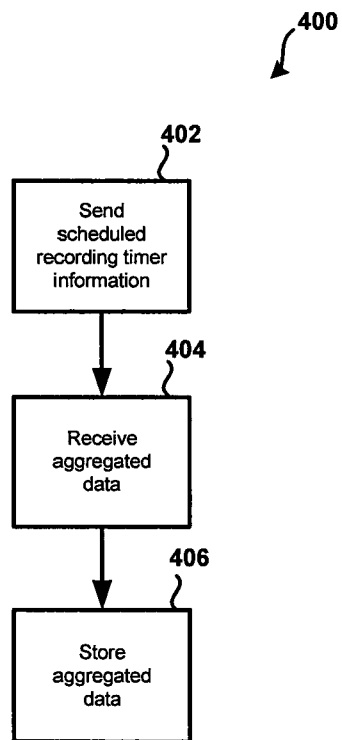 400
402
Send
scheduled
recording timer
information
404
Receive
aggregated
data
406
Store
aggregated
data